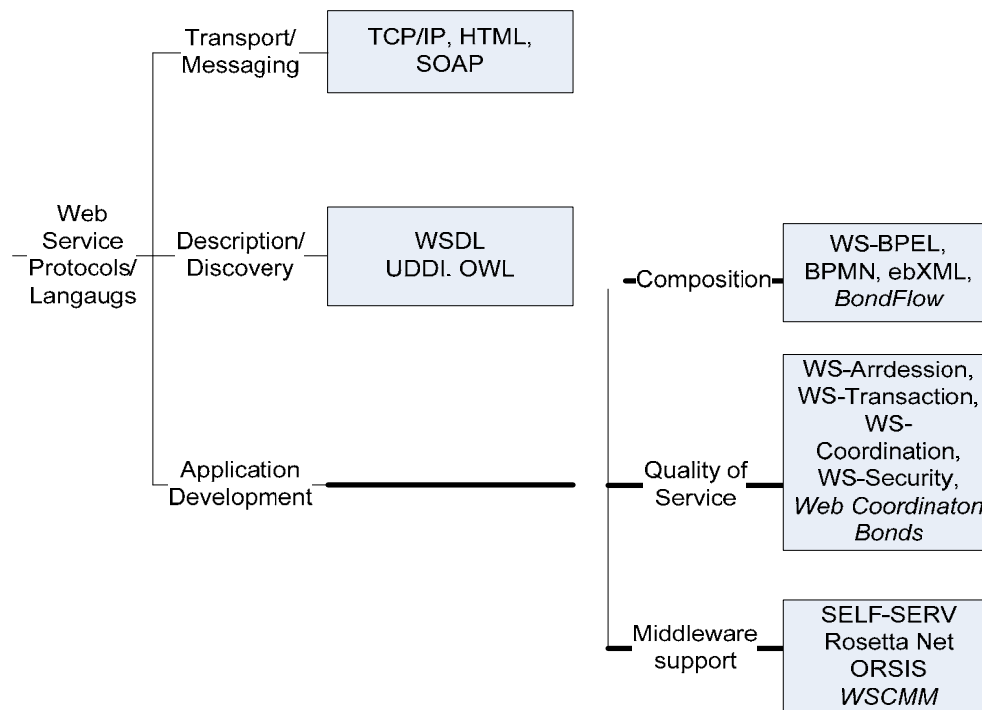 Transport/
Messaging
TCP/IP, HTML,
SOAP
Web
Service
Protocols/
Langaugs
Description/
Discovery
WSDL
UDDI. OWL
Composition
WS-BPEL,
BPMN, ebXML,
BondFlow
Application
Development
Quality of
Service
WS-Arrdession,
WS-Transaction,
WS-
Coordination,
WS-Security,
Web Coordinaton
Bonds
Middleware
support
SELF-SERV
Rosetta Net
ORSIS
WSCMM